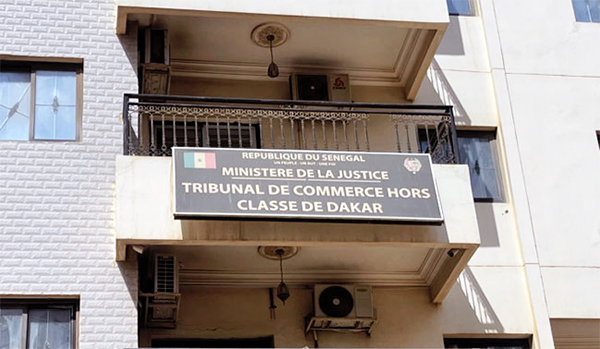 REPUBLIQUE DU SENEGAL
UN PEUPLE - UN BUT - UNE FOI
MINISTERE DE LA JUSTICE
TRIBUNAL DE COMMERCE HORS
CLASSE DE DAKAR